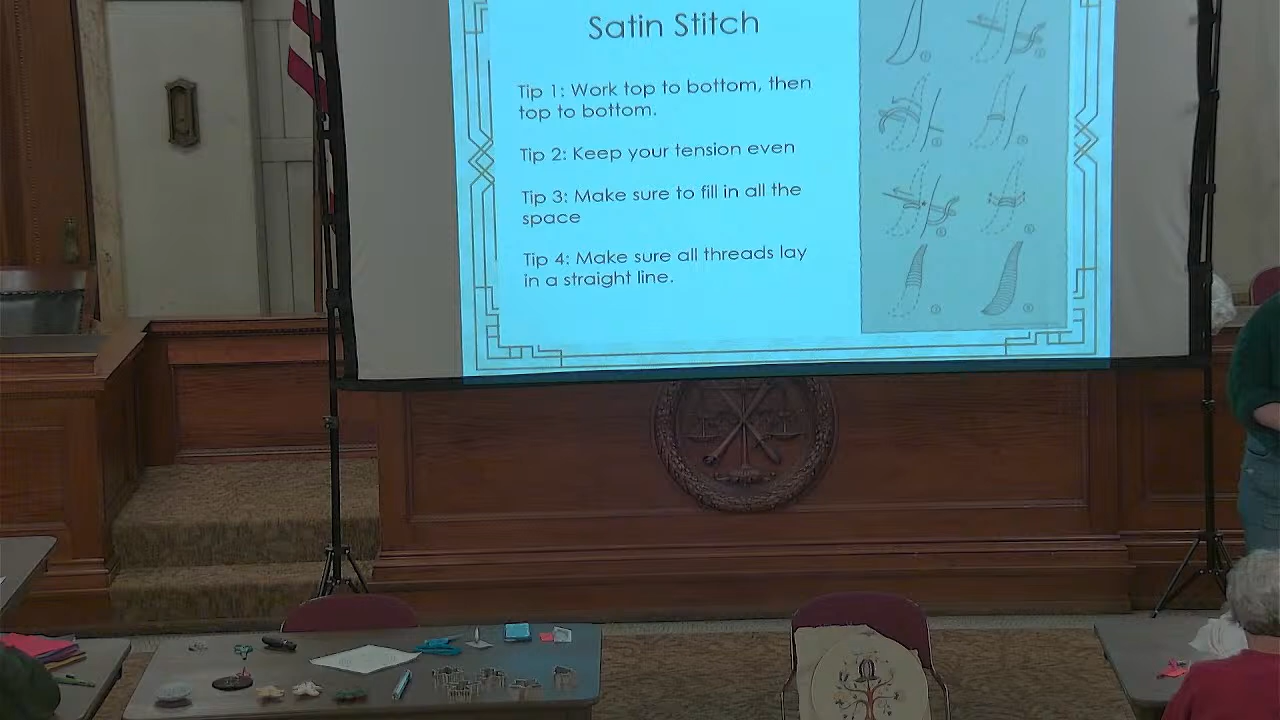 Satin Stitch
Tip 1: Work top to bottom, then
top to bottom.
Tip 2: Keep your tension even
Tip 3: Make sure to fill in all the
space
Tip 4: Make sure all threads lay
in a straight line.